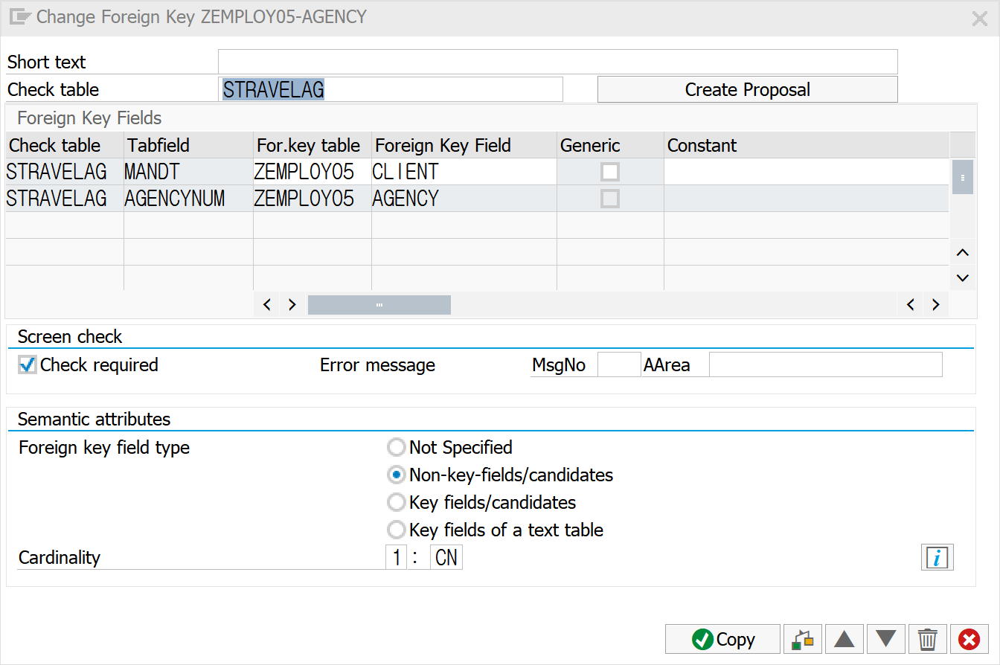 Change Foreign Key ZEMPLOY05-AGENCY
Short text
Check table STRAVELAG Create Proposal
Foreign Key Fields
Check table Tabfield For.key table Foreign Key Field Generic Constant
STRAVELAG MANDT ZEMPLOY05 CLIENT
STRAVELAG AGENCYNUM ZEMPLOY05 AGENCY
Screen check
Check required Error message MsgNo AArea
Semantic attributes
Foreign key field type Not Specified
Non-key-fields/candidates
Key fields/candidates
Key fields of a text table
Cardinality 1 : CN i
Copy